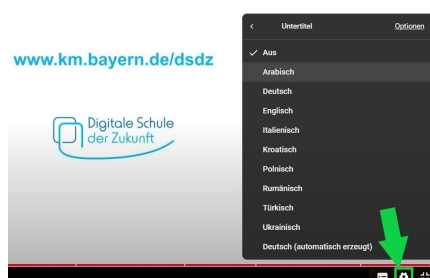 www.km.bayern.de/dsdz
Digitale Schule
der Zukunft
Untertitel Optionen
Aus
Arabisch
Deutsch
Englisch
Italienisch
Kroatisch
Polnisch
Rumänisch
Türkisch
Ukrainisch
Deutsch (automatisch erzeugt)